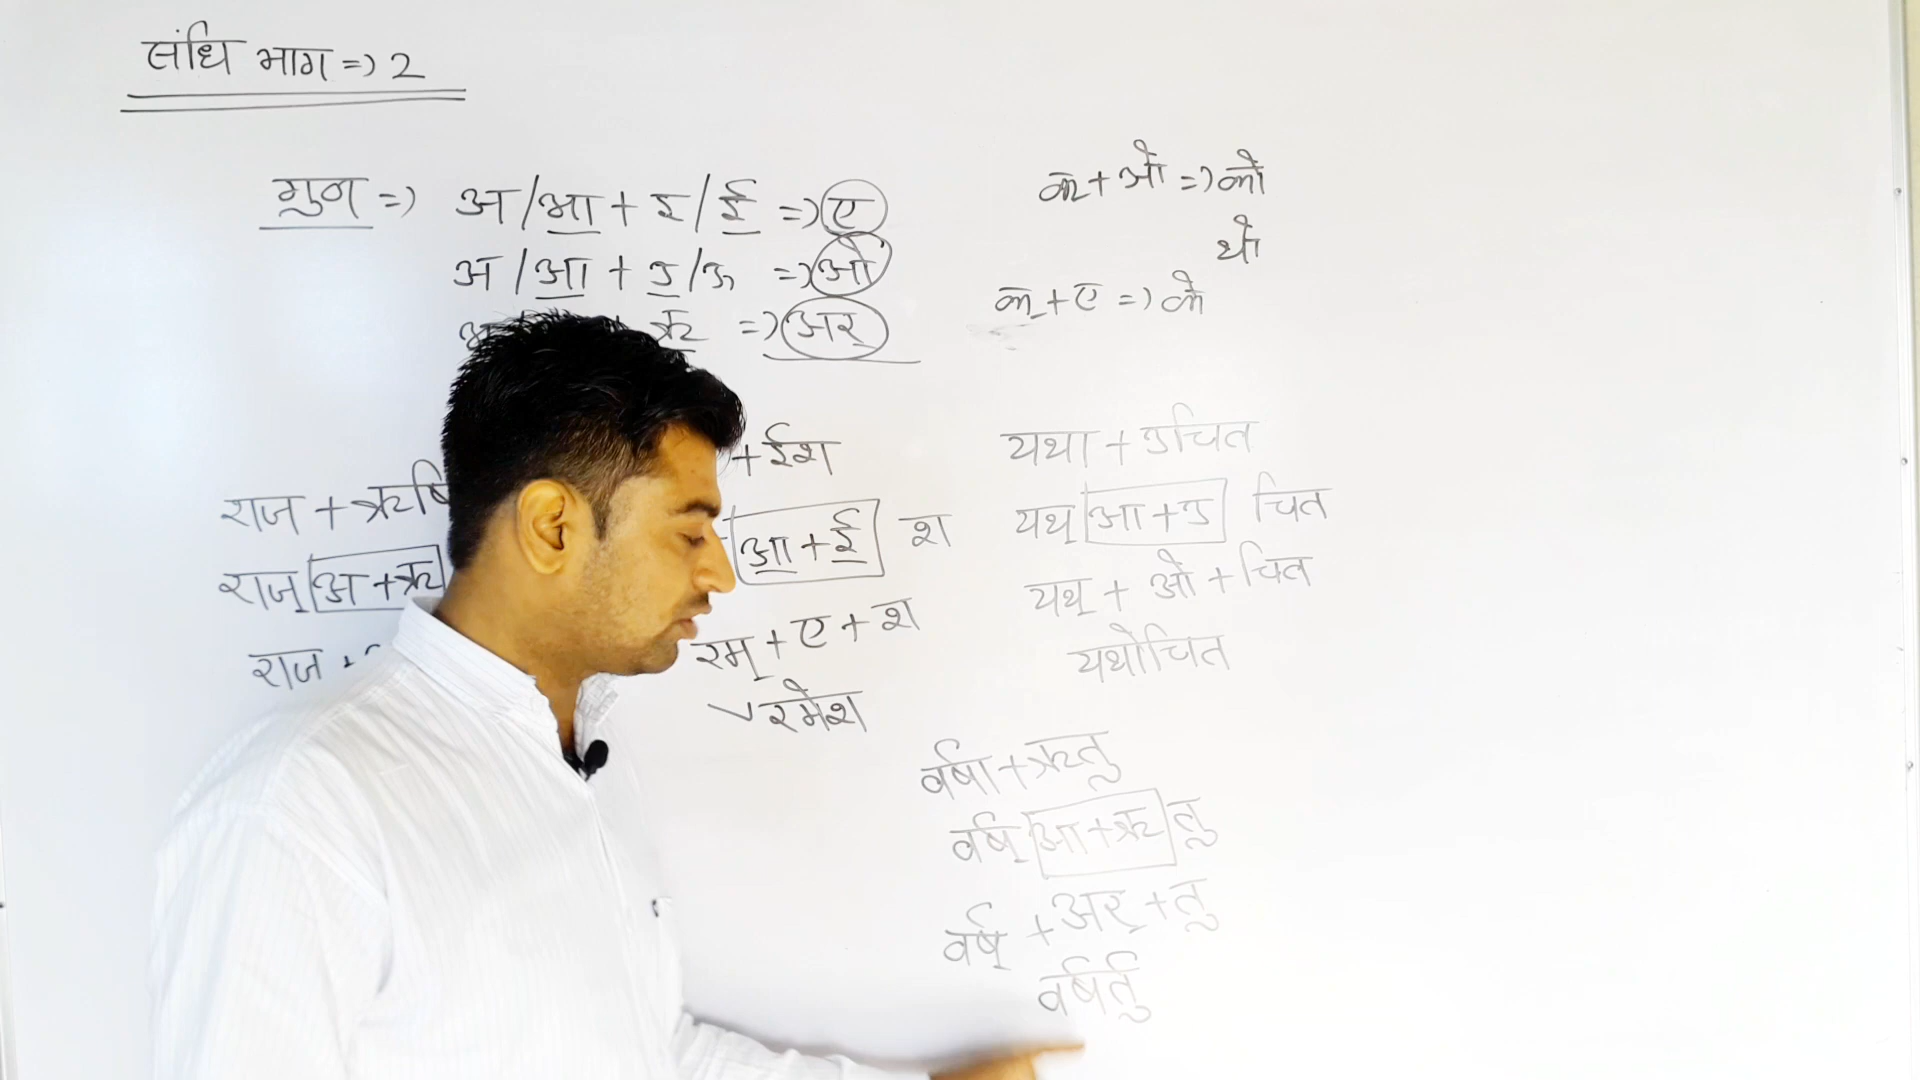 संधि भाग => 2
गुण => अ/आ + इ/ई => ए
अ/आ + उ/ऊ => ओ
ऋ => अर्
क् + ओ => को
थो
क् + ए => के
राज + ऋषि
राज् अ + ऋ
राज +
+ ईश
आ + ई श
रम् + ए + श
रमेश
यथा + उचित
यथ् आ + उ चित
यथ् + ओ + चित
यथोचित
वर्षा + ऋतु
वर्ष् आ + ऋ तु
वर्ष् + अर् + तु
वर्षर्तु